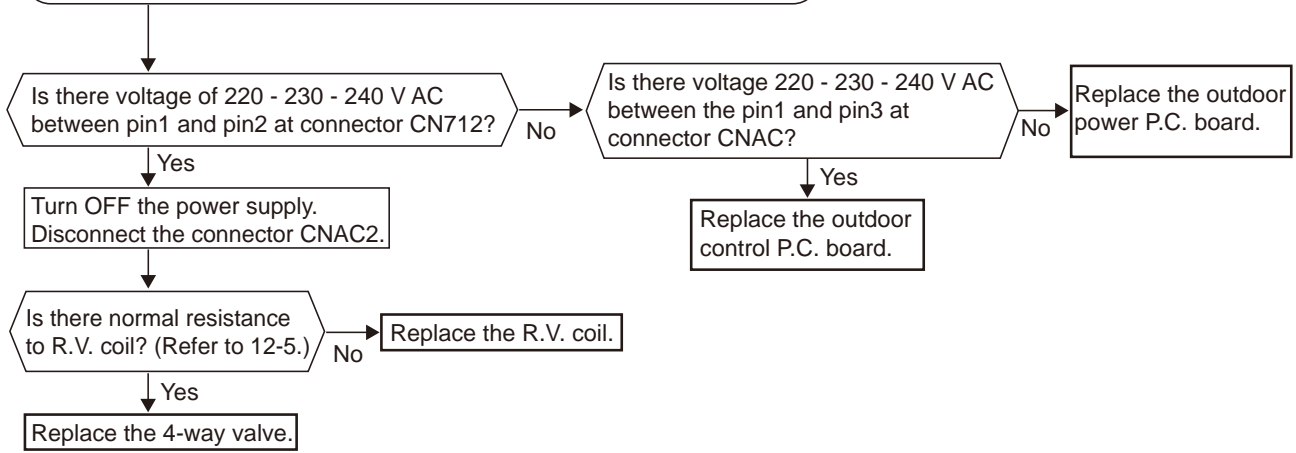 Is there voltage of 220 - 230 - 240 V AC
between pin1 and pin2 at connector CN712?
No
Is there voltage 220 - 230 - 240 V AC
between the pin1 and pin3 at
connector CNAC?
No
Replace the outdoor
power P.C. board.
Yes
Replace the outdoor
control P.C. board.
Yes
Turn OFF the power supply.
Disconnect the connector CNAC2.
Is there normal resistance
to R.V. coil? (Refer to 12-5.)
No
Replace the R.V. coil.
Yes
Replace the 4-way valve.